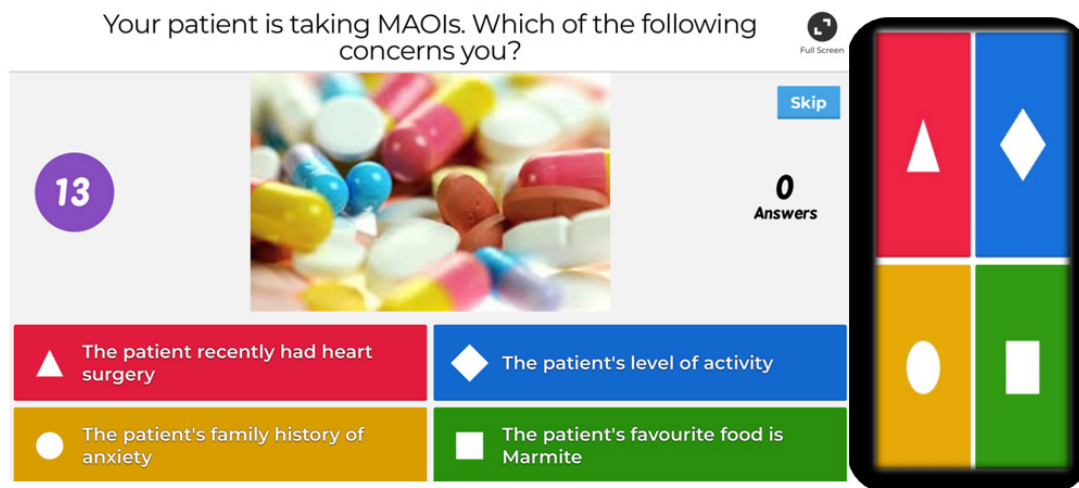 Your patient is taking MAOIs. Which of the following
concerns you?
Full Screen
Skip
13
0
Answers
The patient recently had heart
surgery
The patient's level of activity
The patient's family history of
anxiety
The patient's favourite food is
Marmite